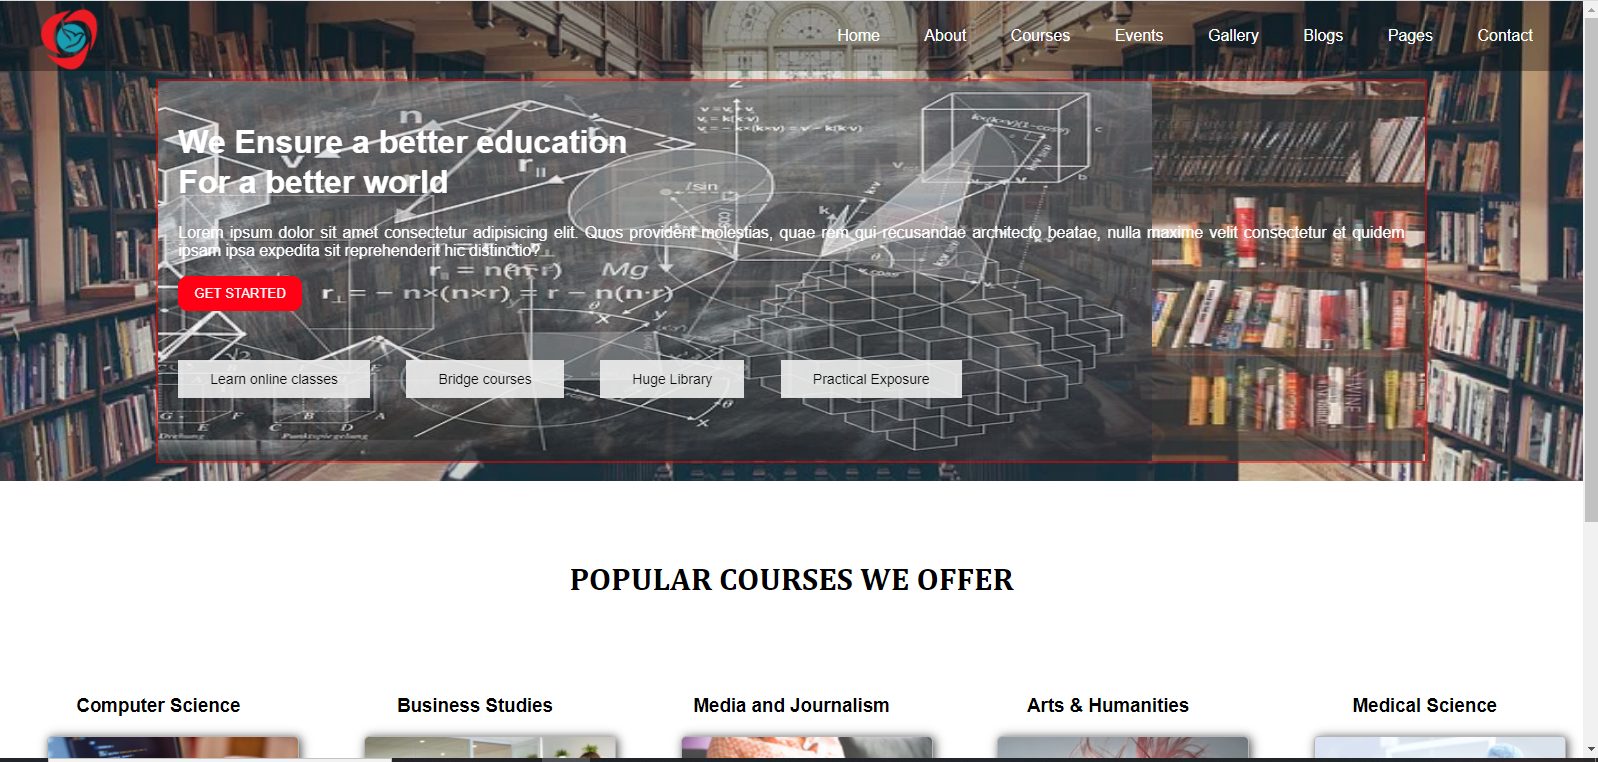 Home About Courses Events Gallery Blogs Pages Contact
We Ensure a better education
For a better world
Lorem ipsum dolor sit amet consectetur adipisicing elit. Quos provident molestias, quae rem qui recusandae architecto beatae, nulla maxime velit consectetur et quidem
ipsam ipsa expedita sit reprehenderit hic distinctio?
GET STARTED
Learn online classes Bridge courses Huge Library Practical Exposure
POPULAR COURSES WE OFFER
Computer Science Business Studies Media and Journalism Arts & Humanities Medical Science